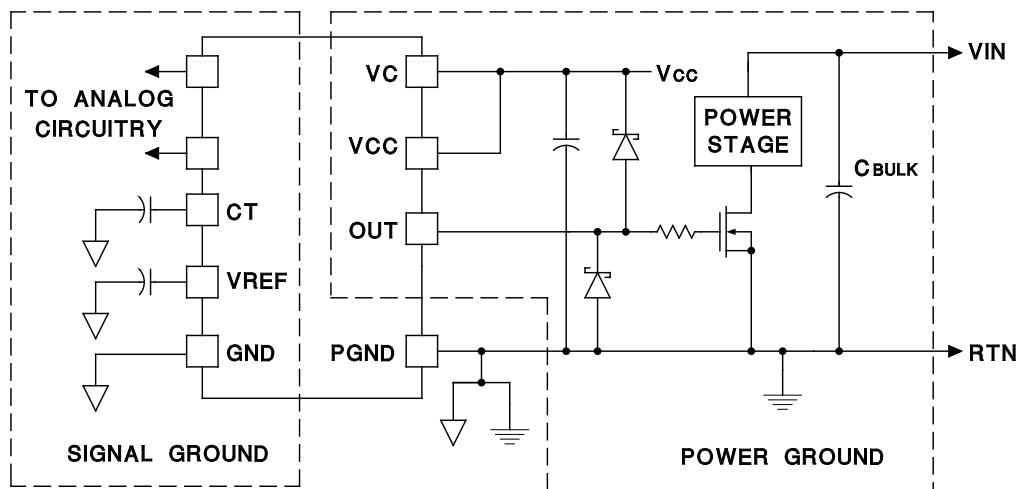 TO ANALOG
CIRCUITRY
CT
VREF
GND
SIGNAL GROUND
VC
VCC
OUT
PGND
VCC
POWER
STAGE
CBULK
VIN
RTN
POWER GROUND